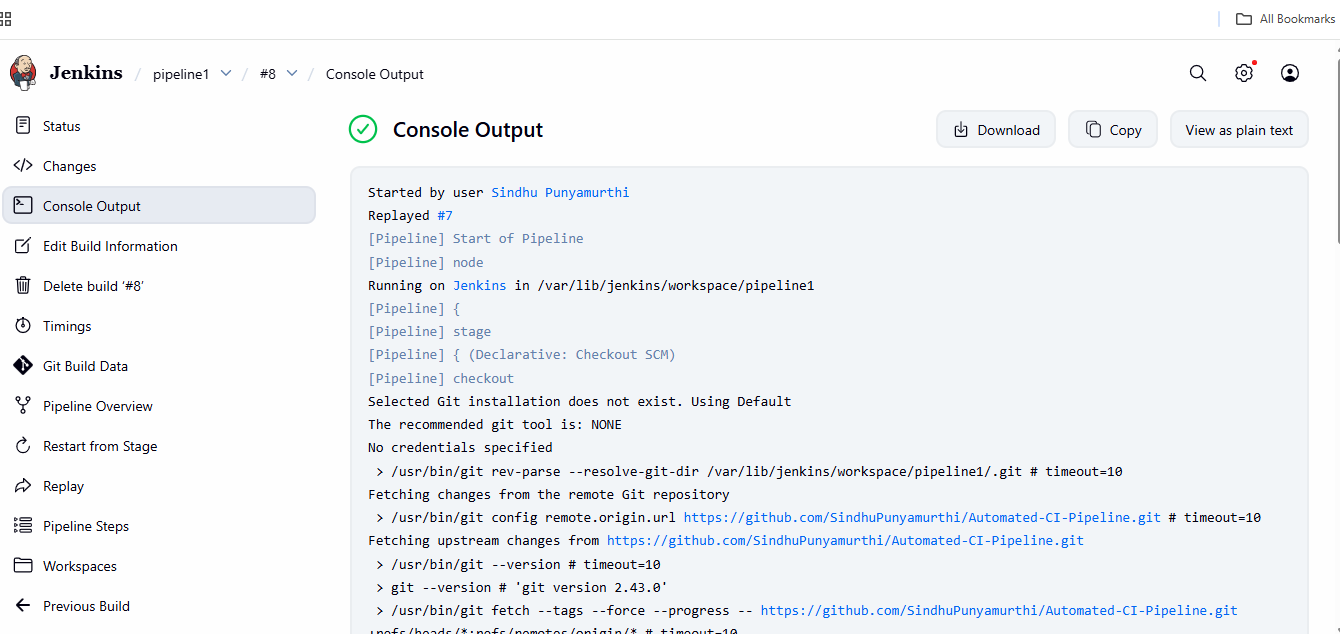 All Bookmarks
Jenkins / pipeline1 / #8 / Console Output
Status
Changes
Console Output
Edit Build Information
Delete build ‘#8’
Timings
Git Build Data
Pipeline Overview
Restart from Stage
Replay
Pipeline Steps
Workspaces
Previous Build
Console Output
Download
Copy
View as plain text
Started by user Sindhu Punyamurthi
Replayed #7
[Pipeline] Start of Pipeline
[Pipeline] node
Running on Jenkins in /var/lib/jenkins/workspace/pipeline1
[Pipeline] {
[Pipeline] stage
[Pipeline] { (Declarative: Checkout SCM)
[Pipeline] checkout
Selected Git installation does not exist. Using Default
The recommended git tool is: NONE
No credentials specified
> /usr/bin/git rev-parse --resolve-git-dir /var/lib/jenkins/workspace/pipeline1/.git # timeout=10
Fetching changes from the remote Git repository
> /usr/bin/git config remote.origin.url https://github.com/SindhuPunyamurthi/Automated-CI-Pipeline.git # timeout=10
Fetching upstream changes from https://github.com/SindhuPunyamurthi/Automated-CI-Pipeline.git
> /usr/bin/git --version # timeout=10
> git --version # 'git version 2.43.0'
> /usr/bin/git fetch --tags --force --progress -- https://github.com/SindhuPunyamurthi/Automated-CI-Pipeline.git
+refs/heads/*:refs/remotes/origin/* # timeout=10